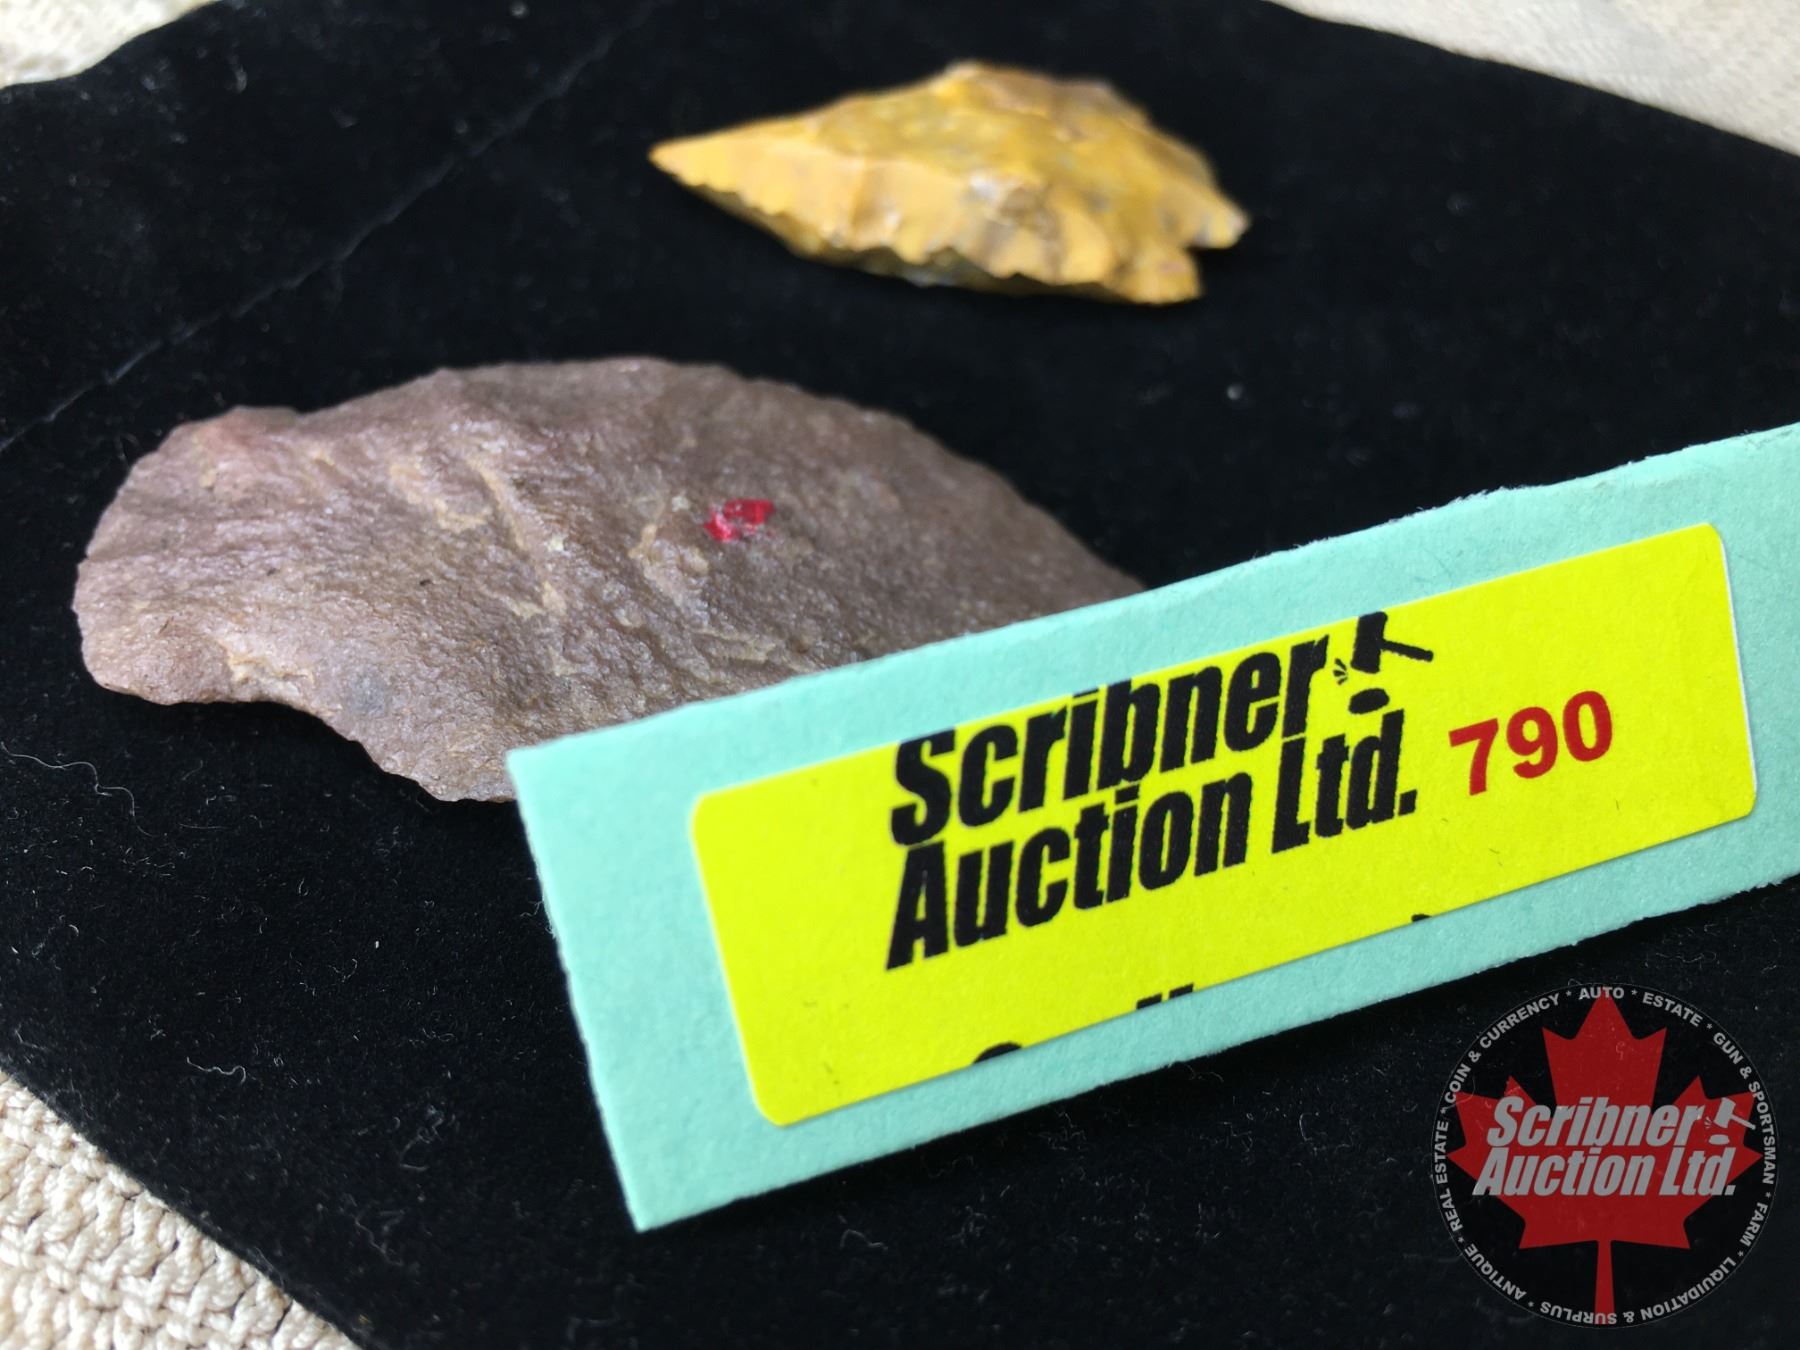 Scribner
Auction Ltd. 790
Scribner
Auction Ltd.
* REAL ESTATE * COIN & CURRENCY * AUTO * ESTATE * GUN & SPORTSMAN * FARM * LIQUIDATION & SURPLUS * ANTIQUE